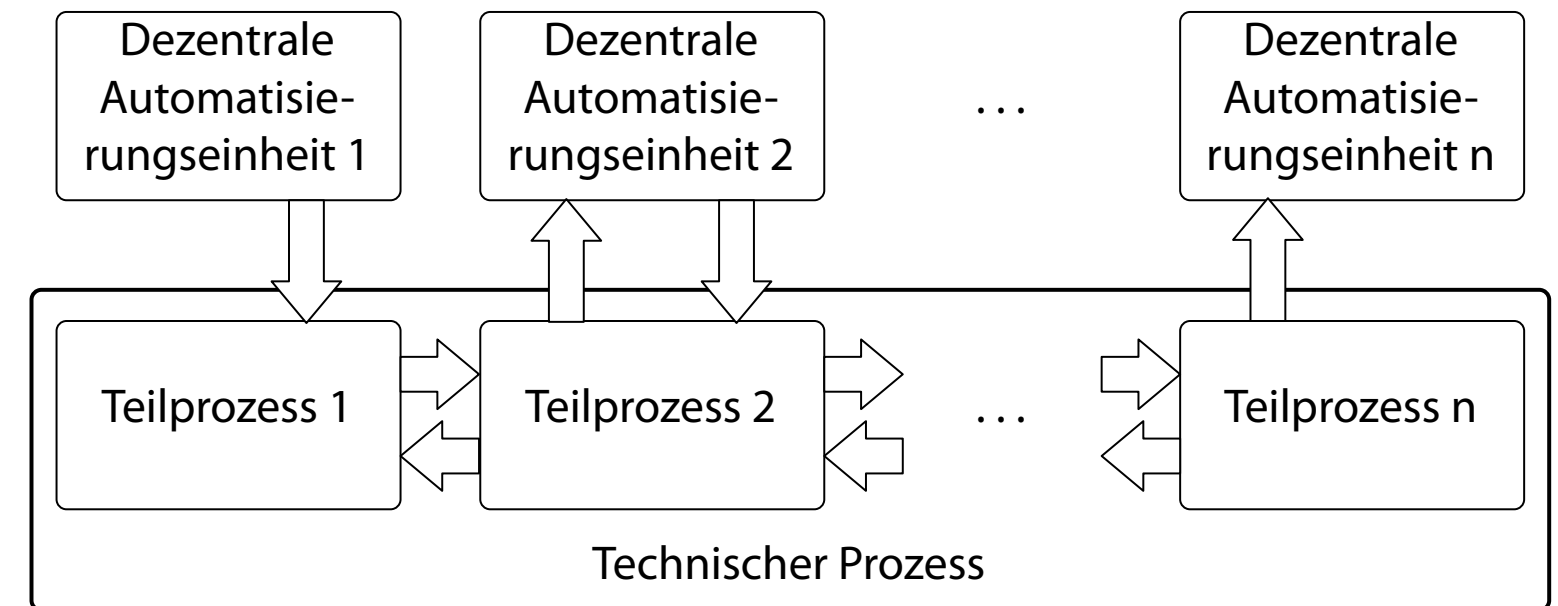 Dezentrale
Automatisie-
rungseinheit 1
Dezentrale
Automatisie-
rungseinheit 2
. . .
Dezentrale
Automatisie-
rungseinheit n
Teilprozess 1
Teilprozess 2
. . .
Teilprozess n
Technischer Prozess